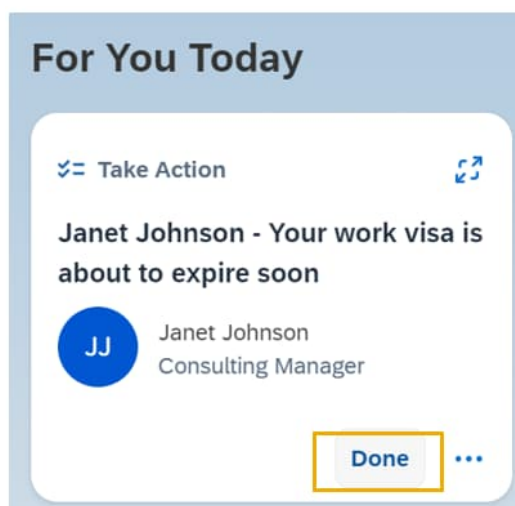 For You Today
Take Action
Janet Johnson - Your work visa is
about to expire soon
JJ
Janet Johnson
Consulting Manager
Done